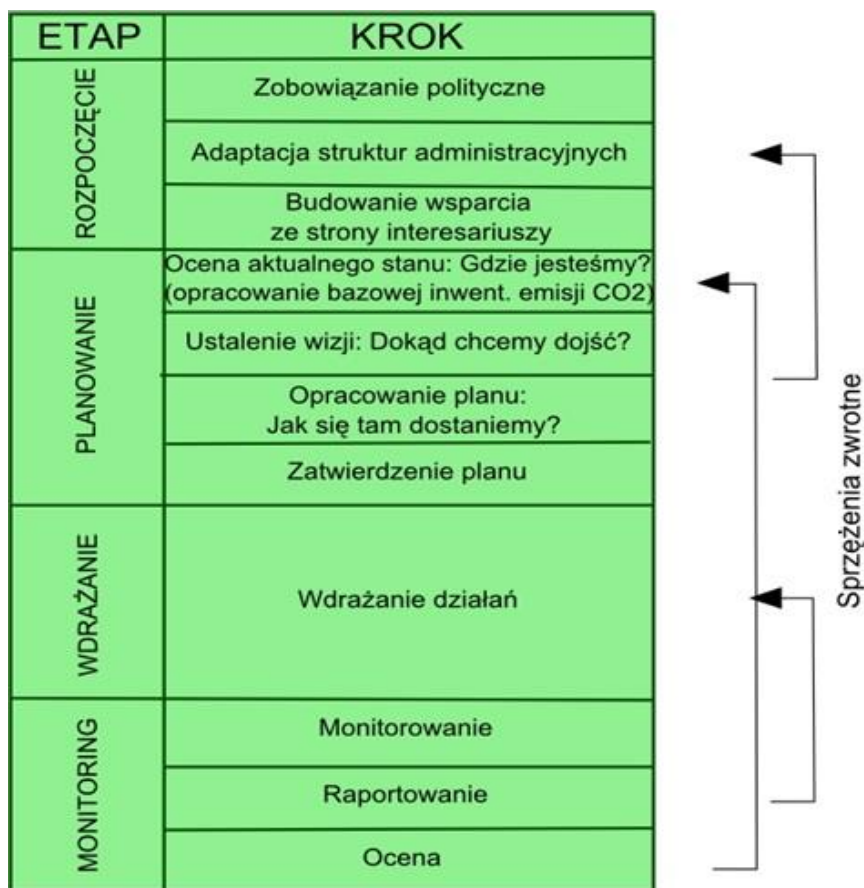 ETAP KROK
ROZPOCZĘCIE
Zobowiązanie polityczne
Adaptacja struktur administracyjnych
Budowanie wsparcia
ze strony interesariuszy
PLANOWANIE
Ocena aktualnego stanu: Gdzie jesteśmy?
(opracowanie bazowej inwent. emisji CO2)
Ustalenie wizji: Dokąd chcemy dojść?
Opracowanie planu:
Jak się tam dostaniemy?
Zatwierdzenie planu
WDRAŻANIE
Wdrażanie działań
MONITORING
Monitorowanie
Raportowanie
Ocena
Sprzężenia zwrotne